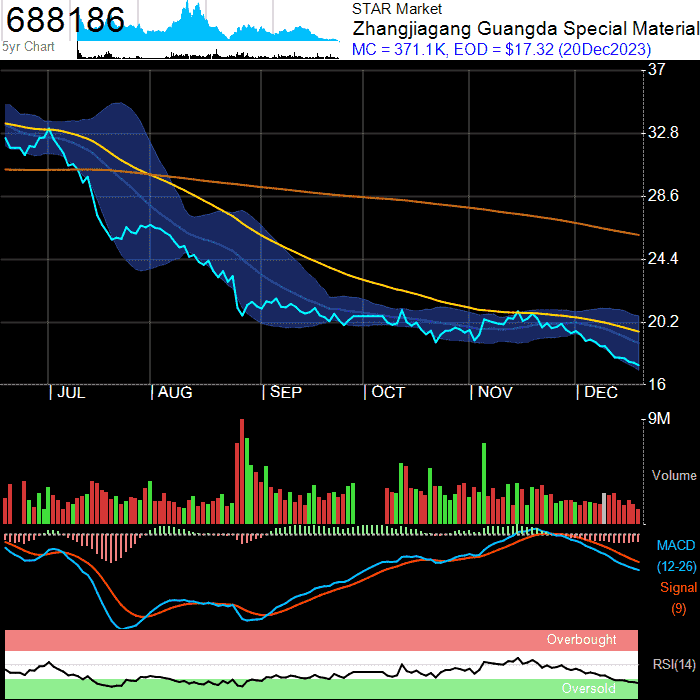 688186
5yr Chart
STAR Market
Zhangjiagang Guangda Special Material
MC = 371.1K, EOD = $17.32 (20Dec2023)
37
32.8
28.6
24.4
20.2
16
| JUL | AUG | SEP | OCT | NOV | DEC
9M
Volume
MACD
(12-26)
Signal
(9)
Overbought
RSI(14)
Oversold